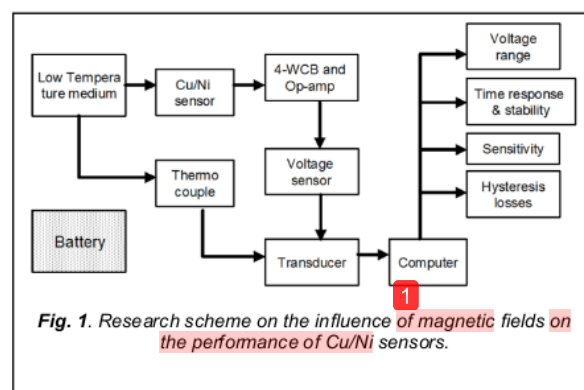 Voltage
range
4-WCB and
Op-amp
Low Tempera
ture medium
Cu/Ni
sensor
Time response
& stability
Sensitivity
Voltage
sensor
Thermo
couple
Hysteresis
losses
Battery
Transducer
Computer
1
Fig. 1. Research scheme on the influence of magnetic fields on
the performance of Cu/Ni sensors.